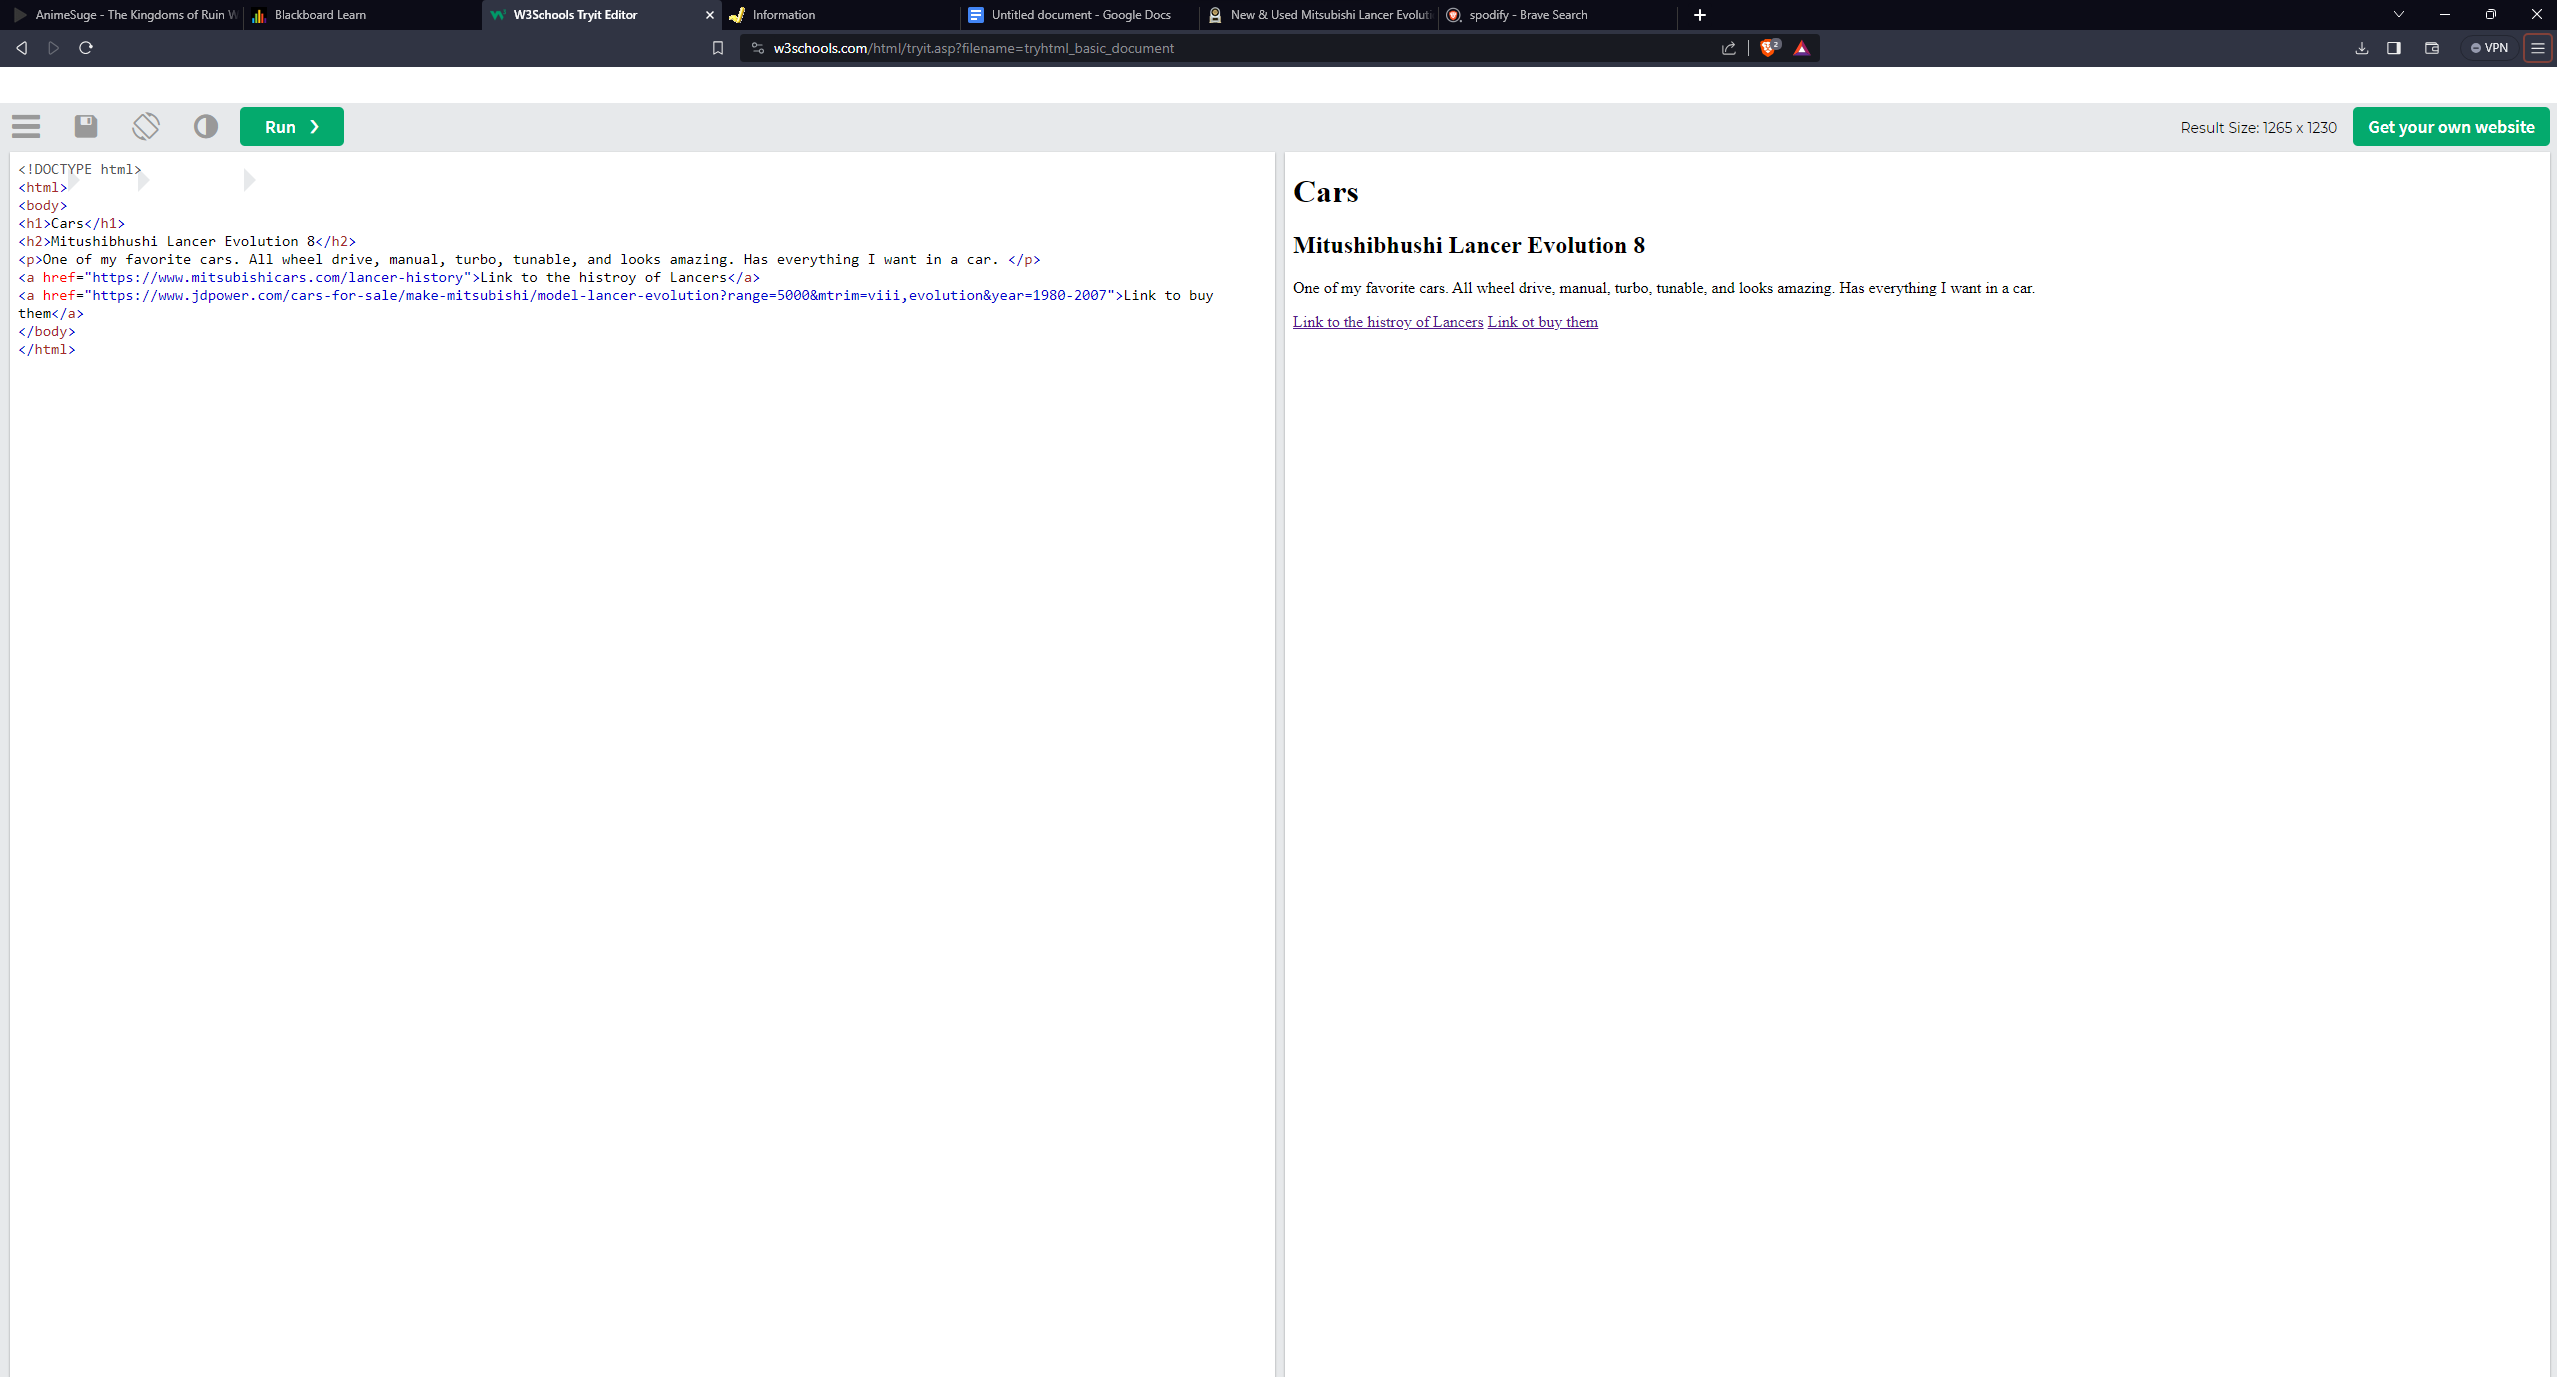 AnimeSuge - The Kingdoms of Ruin W
Blackboard Learn
W3Schools Tryit Editor
Information
Untitled document - Google Docs
New & Used Mitsubishi Lancer Evoluti
spodify - Brave Search
w3schools.com/html/tryit.asp?filename=tryhtml_basic_document
2
VPN
Run ❯
Result Size: 1265 x 1230
Get your own website
<!DOCTYPE html>
<html>
<body>
<h1>Cars</h1>
<h2>Mitushibhushi Lancer Evolution 8</h2>
<p>One of my favorite cars. All wheel drive, manual, turbo, tunable, and looks amazing. Has everything I want in a car. </p>
<a href="https://www.mitsubishicars.com/lancer-history">Link to the histroy of Lancers</a>
<a href="https://www.jdpower.com/cars-for-sale/make-mitsubishi/model-lancer-evolution?range=5000&mtrim=viii,evolution&year=1980-2007">Link to buy
them</a>
</body>
</html>
Cars
Mitushibhushi Lancer Evolution 8
One of my favorite cars. All wheel drive, manual, turbo, tunable, and looks amazing. Has everything I want in a car.
Link to the histroy of Lancers Link ot buy them